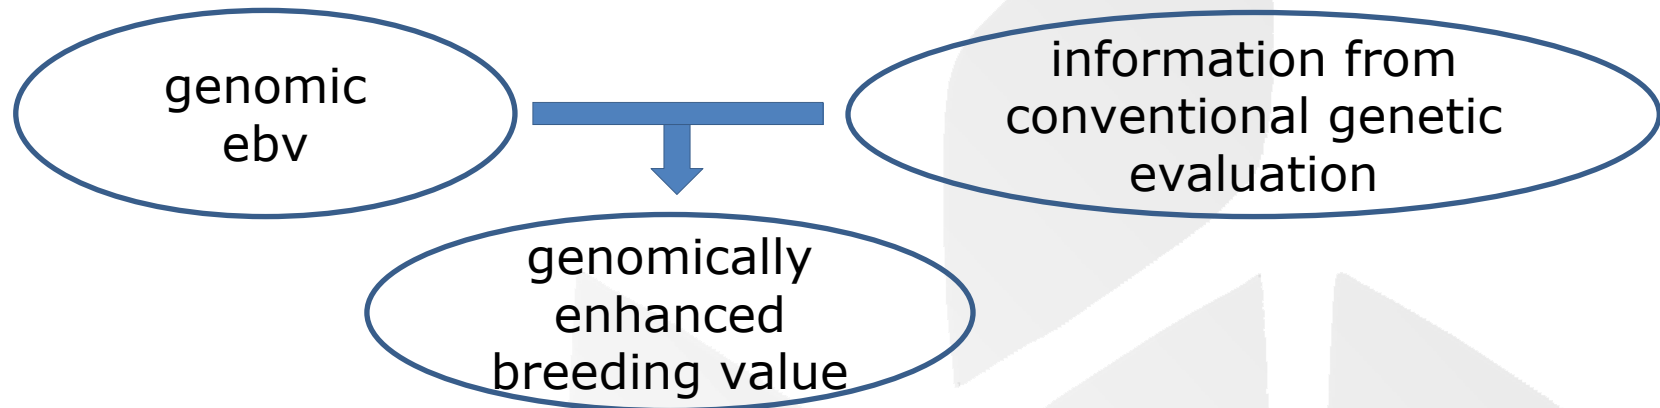 genomic
ebv
information from
conventional genetic
evaluation
genomically
enhanced
breeding value